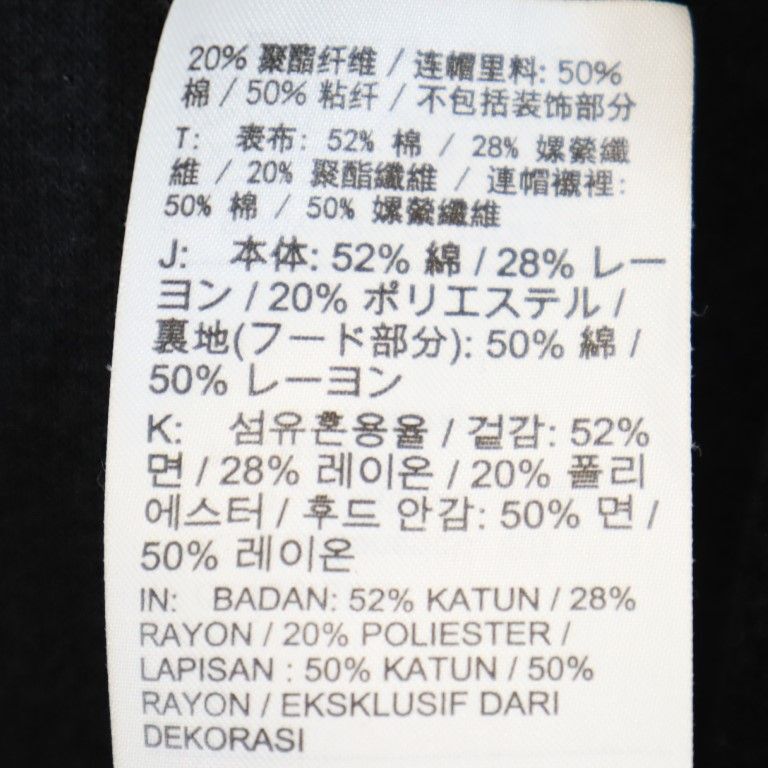 20% 聚酯纤维 / 连帽里料: 50%
棉 / 50% 粘纤 / 不包括装饰部分
T: 表布: 52% 棉 / 28% 嫘縈纖
維 / 20% 聚酯纖維 / 連帽襯裡:
50% 棉 / 50% 嫘縈纖維
J: 本体: 52% 綿 / 28% レー
ヨン / 20% ポリエステル /
裏地(フード部分): 50% 綿 /
50% レーヨン
K: 섬유혼용율 / 겉감: 52%
면 / 28% 레이온 / 20% 폴리
에스터 / 후드 안감: 50% 면 /
50% 레이온
IN: BADAN: 52% KATUN / 28%
RAYON / 20% POLIESTER /
LAPISAN : 50% KATUN / 50%
RAYON / EKSKLUSIF DARI
DEKORASI